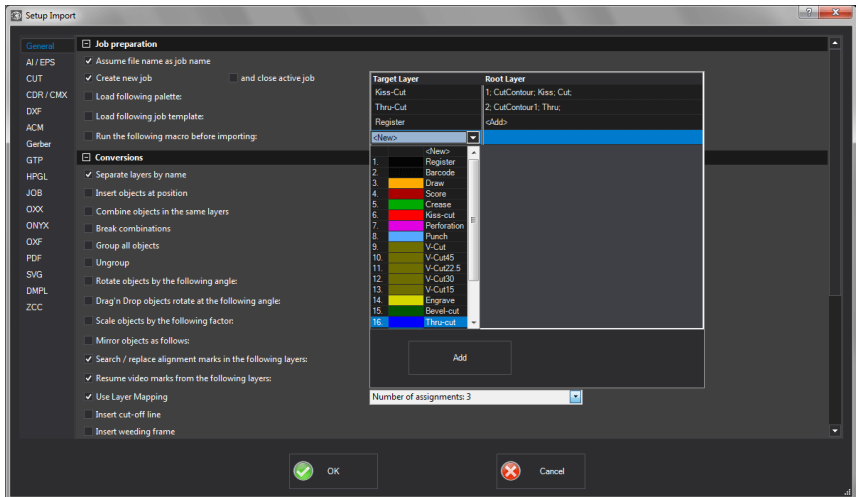 Setup Import
General
AI / EPS
CUT
CDR / CMX
DXF
ACM
Gerber
GTP
HPGL
JOB
OXX
ONYX
OXF
PDF
SVG
DMPL
ZCC
Job preparation
Assume file name as job name
Create new job and close active job
Load following palette:
Load following job template:
Run the following macro before importing:
Conversions
Separate layers by name
Insert objects at position
Combine objects in the same layers
Break combinations
Group all objects
Ungroup
Rotate objects by the following angle:
Drag'n Drop objects rotate at the following angle:
Scale objects by the following factor:
Mirror objects as follows:
Search / replace alignment marks in the following layers:
Resume video marks from the following layers:
Use Layer Mapping
Insert cut-off line
Insert weeding frame
Target Layer Root Layer
Kiss-Cut 1; CutContour; Kiss; Cut;
Thru-Cut 2; CutContour1; Thru;
Register <Add>
<New>
<New>
1. Register
2. Barcode
3. Draw
4. Score
5. Crease
6. Kiss-cut
7. Perforation
8. Punch
9. V-Cut
10. V-Cut45
11. V-Cut22.5
12. V-Cut30
13. V-Cut15
14. Engrave
15. Bevel-cut
16. Thru-cut
Add
Number of assignments: 3
OK Cancel